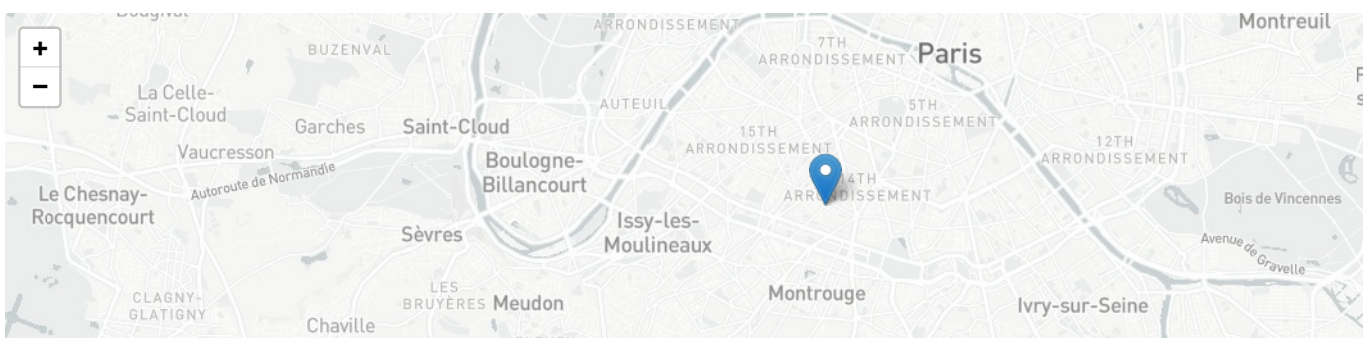 +
−
ARRONDISSEMENT
Montreuil
BUZENVAL
7TH
ARRONDISSEMENT
Paris
La Celle-
Saint-Cloud
AUTEUIL
5TH
ARRONDISSEMENT
Garches
Saint-Cloud
15TH
ARRONDISSEMENT
12TH
ARRONDISSEMENT
Vaucresson
Autoroute de Normandie
Boulogne-
Billancourt
14TH
ARRONDISSEMENT
Le Chesnay-
Rocquencourt
Bois de Vincennes
Sèvres
Issy-les-
Moulineaux
Avenue de Gravelle
LES
BRUYÈRES
Meudon
Montrouge
Ivry-sur-Seine
CLAGNY-
GLATIGNY
Chaville